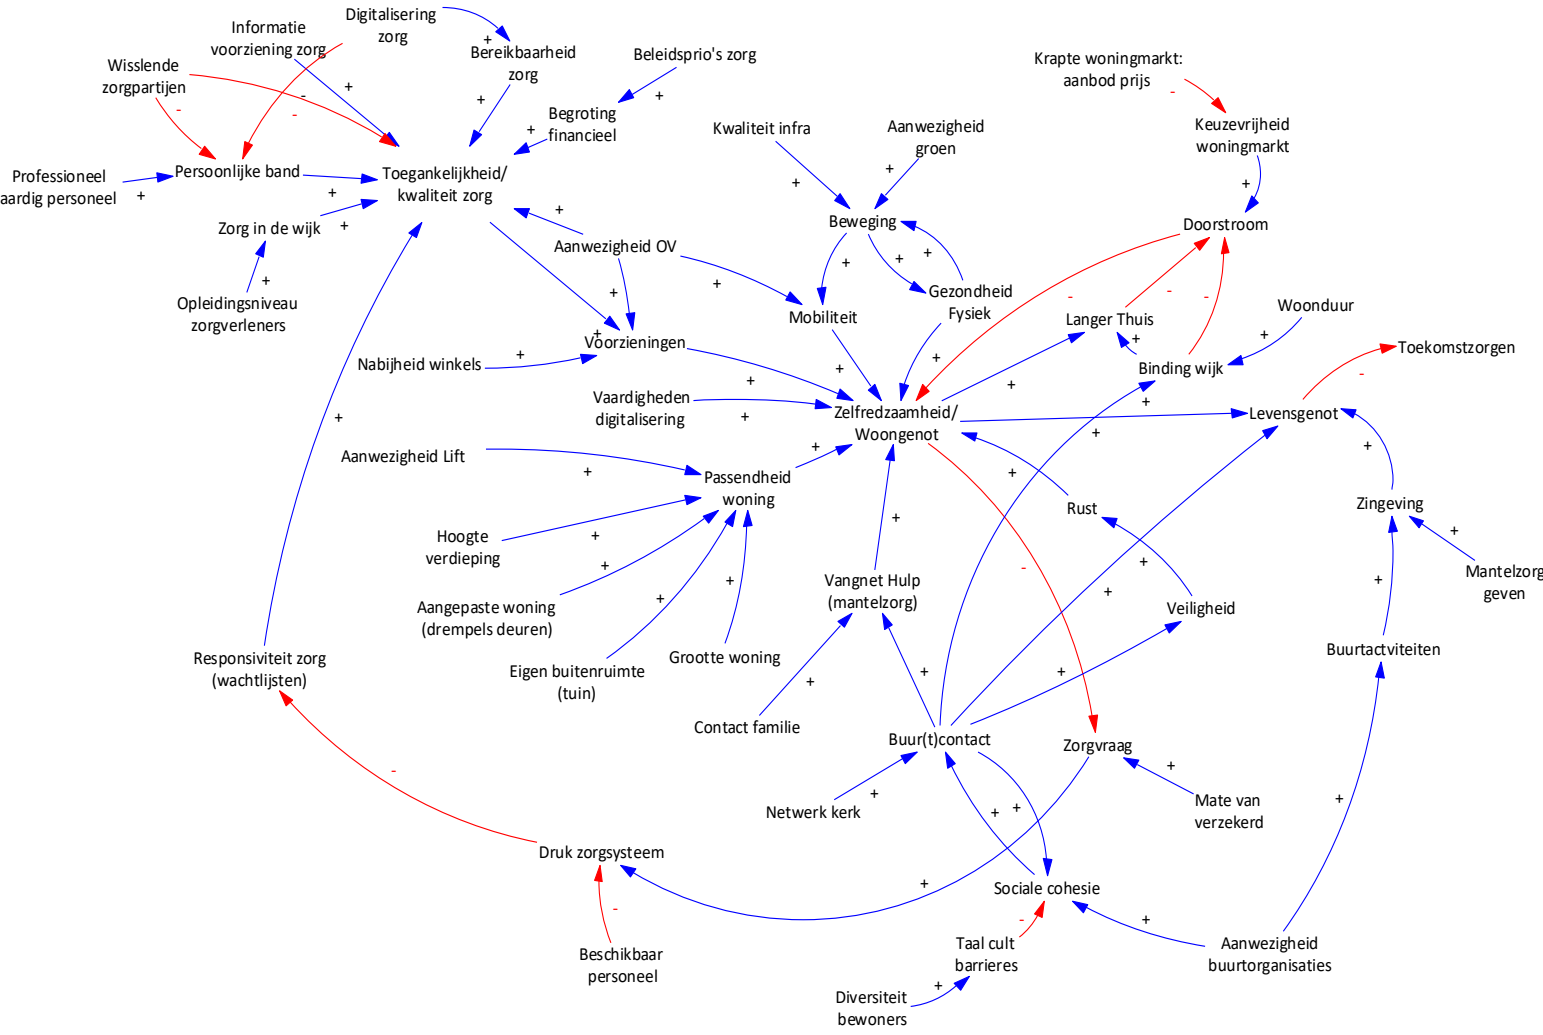 Digitalisering
zorg
Informatie
voorziening zorg
Bereikbaarheid
zorg
Beleidsprio's zorg
Wisslende
zorgpartijen
Begroting
financieel
Krapte woningmarkt:
aanbod prijs
Kwaliteit infra
Aanwezigheid
groen
Keuzevrijheid
woningmarkt
Professioneel
aardig personeel
Persoonlijke band
Toegankelijkheid/
kwaliteit zorg
Zorg in de wijk
Aanwezigheid OV
Beweging
Doorstroom
Opleidingsniveau
zorgverleners
Mobiliteit
Gezondheid
Fysiek
Langer Thuis
Woonduur
Nabijheid winkels
Voorzieningen
Binding wijk
Toekomstzorgen
Vaardigheden
digitalisering
Zelfredzaamheid/
Woongenot
Levensgenot
Aanwezigheid Lift
Passendheid
woning
Rust
Zingeving
Hoogte
verdieping
Vangnet Hulp
(mantelzorg)
Mantelzorg
geven
Aangepaste woning
(drempels deuren)
Veiligheid
Responsiviteit zorg
(wachtlijsten)
Eigen buitenruimte
(tuin)
Grootte woning
Buurtactviteiten
Contact familie
Buur(t)contact
Zorgvraag
Netwerk kerk
Mate van
verzekerd
Druk zorgsysteem
Sociale cohesie
Beschikbaar
personeel
Taal cult
barrieres
Aanwezigheid
buurtorganisaties
Diversiteit
bewoners